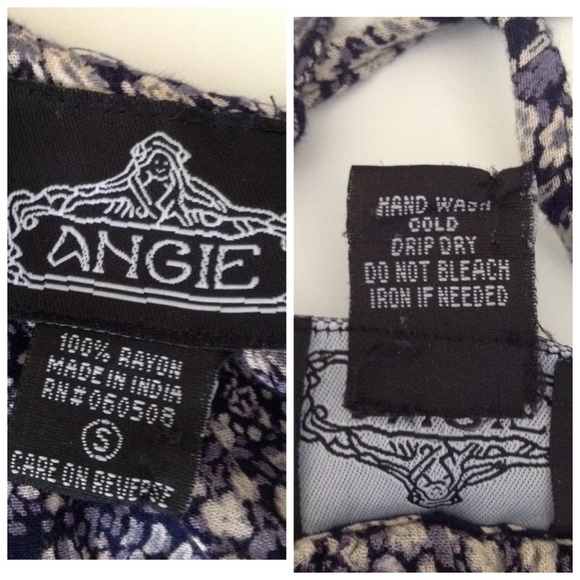 ANGIE
100% RAYON
MADE IN INDIA
RN#060508
S
CARE ON REVERSE
HAND WASH
COLD
DRIP DRY
DO NOT BLEACH
IRON IF NEEDED